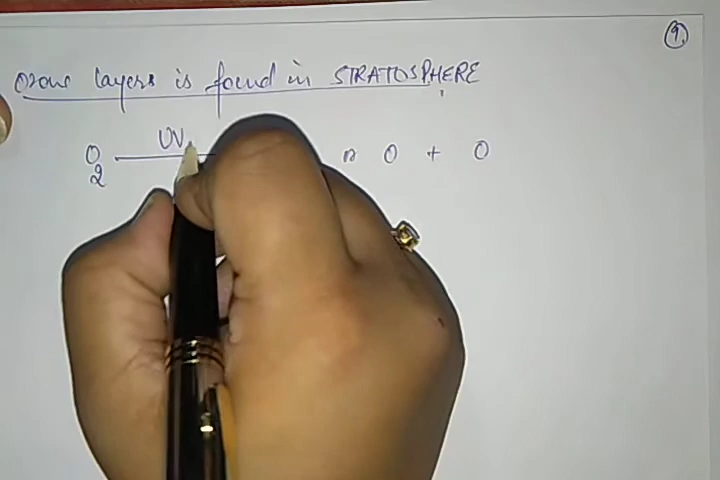 9.
Ozone layers is found in STRATOSPHERE
O2 UV O + O